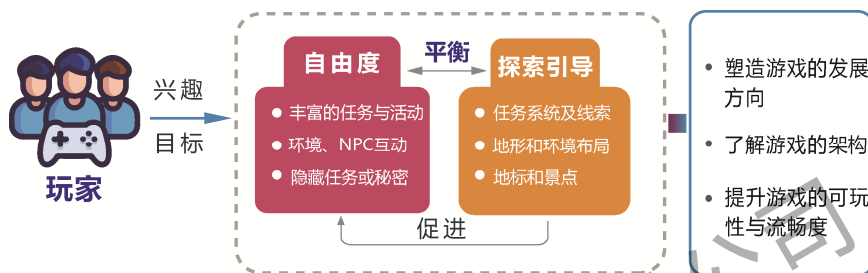 玩家
兴趣
目标
自由度
丰富的任务与活动
环境、NPC互动
隐藏任务或秘密
平衡
探索引导
任务系统及线索
地形和环境布局
地标和景点
促进
塑造游戏的发展
方向
了解游戏的架构
提升游戏的可玩
性与流畅度
公司